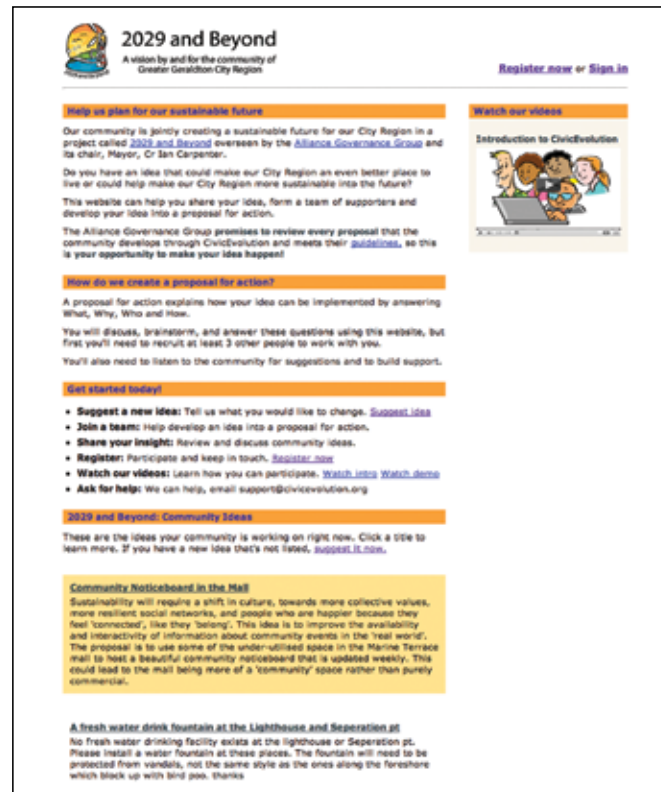 2029 and Beyond
A vision by and for the community of
Greater Geraldton City Region
Register now or Sign in
Help us plan for our sustainable future
Our community is jointly creating a sustainable future for our City Region in a
project called 2029 and Beyond overseen by the Alliance Governance Group and
its chair, Mayor, Cr Ian Carpenter.
Do you have an idea that could make our City Region an even better place to
live or could help make our City Region more sustainable into the future?
This website can help you share your idea, form a team of supporters and
develop your idea into a proposal for action.
The Alliance Governance Group promises to review every proposal that the
community develops through CivicEvolution and meets their guidelines, so this
is your opportunity to make your idea happen!
Watch our videos
Introduction to CivicEvolution
How do we create a proposal for action?
A proposal for action explains how your idea can be implemented by answering
What, Why, Who and How.
You will discuss, brainstorm, and answer these questions using this website, but
first you'll need to recruit at least 3 other people to work with you.
You'll also need to listen to the community for suggestions and to build support.
Get started today!
• Suggest a new idea: Tell us what you would like to change. Suggest idea
• Join a team: Help develop an idea into a proposal for action.
• Share your insight: Review and discuss community ideas.
• Register: Participate and keep in touch. Register now
• Watch our videos: Learn how you can participate. Watch intro Watch demo
• Ask for help: We can help, email support@civicevolution.org
2029 and Beyond: Community Ideas
These are the ideas your community is working on right now. Click a title to
learn more. If you have a new idea that's not listed, suggest it now.
Community Noticeboard in the Mall
Sustainability will require a shift in culture, towards more collective values,
more resilient social networks, and people who are happier because they
feel 'connected', like they 'belong'. This idea is to improve the availability
and interactivity of information about community events in the 'real world'.
The proposal is to use some of the under-utilised space in the Marine Terrace
mall to host a beautiful community noticeboard that is updated weekly. This
could lead to the mall being more of a 'community' space rather than purely
commercial.
A fresh water drink fountain at the Lighthouse and Seperation pt
No fresh water drinking facility exists at the lighthouse or Seperation pt.
Please install a water fountain at these places. The fountain will need to be
protected from vandals, not the same style as the ones along the foreshore
which block up with bird poo. thanks